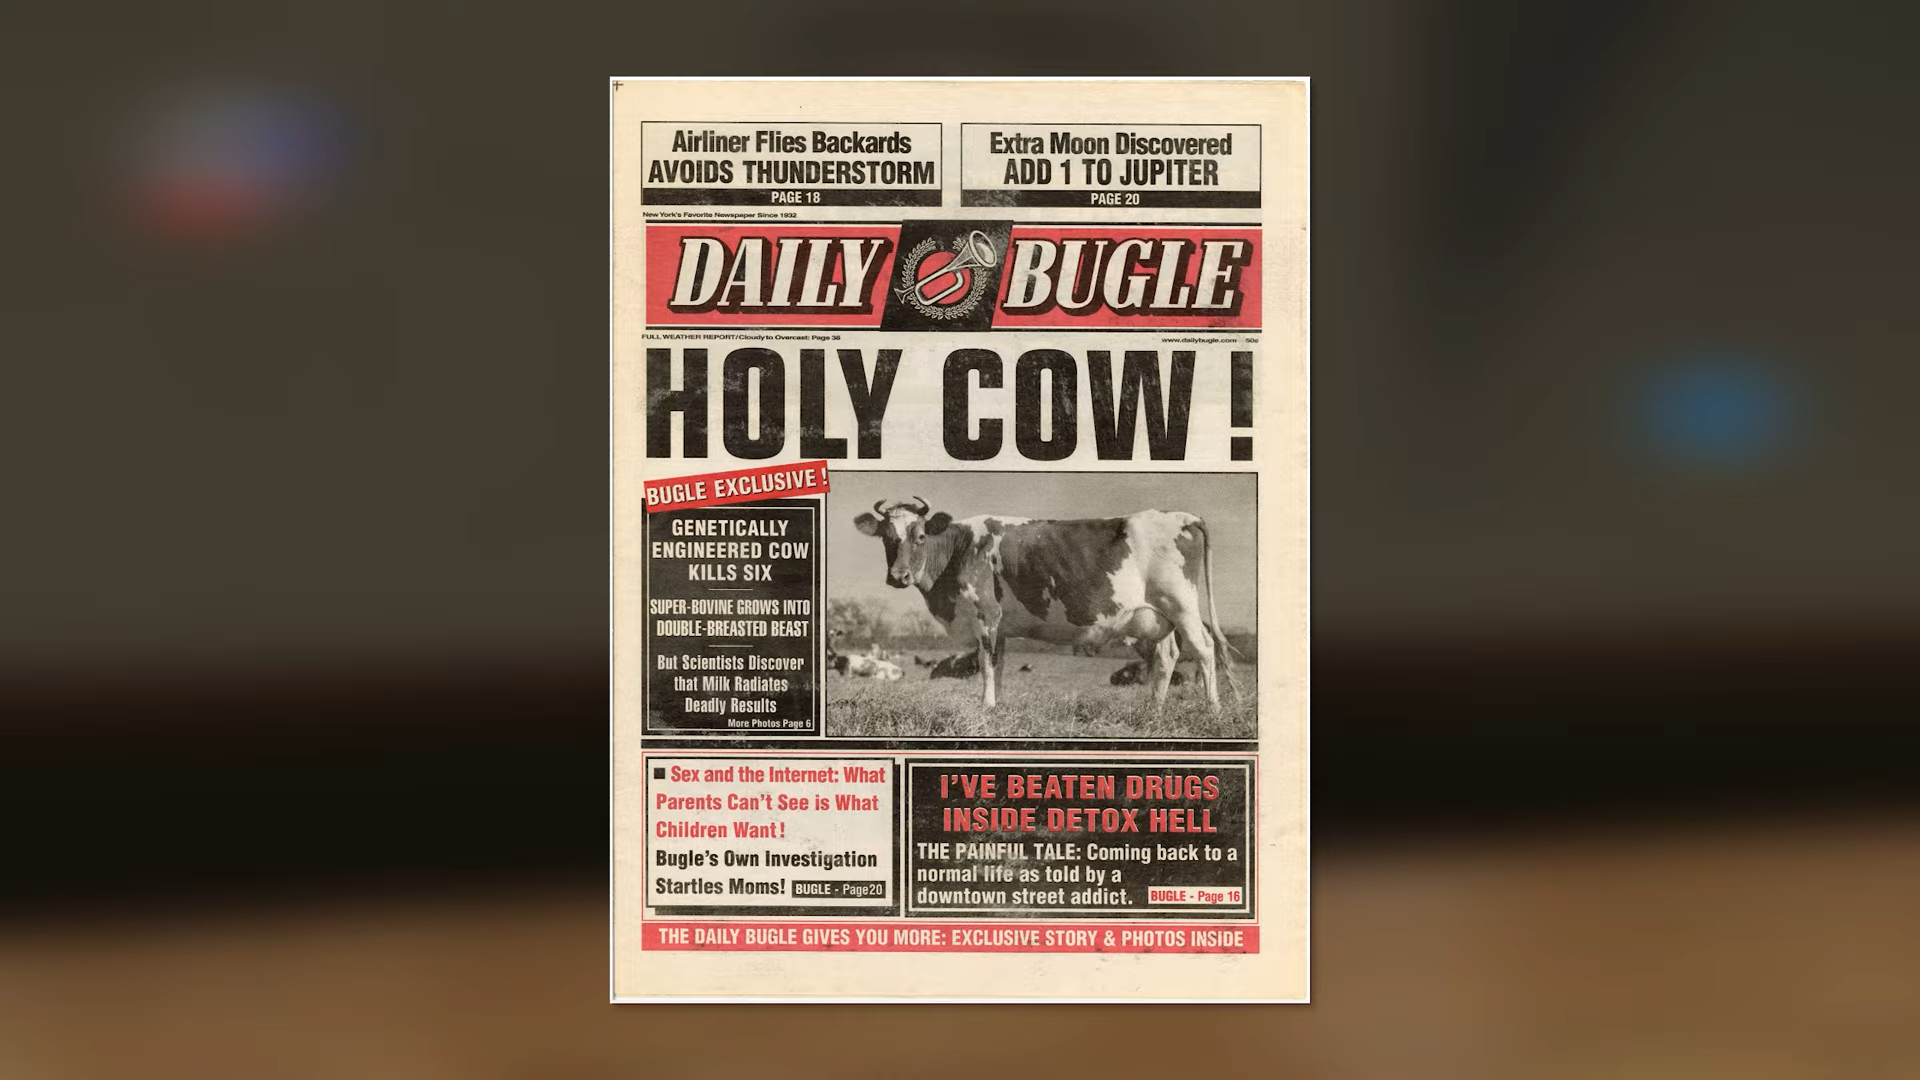 Airliner Flies Backards
AVOIDS THUNDERSTORM
PAGE 18
Extra Moon Discovered
ADD 1 TO JUPITER
PAGE 20
New York's Favorite Newspaper Since 1932
DAILY BUGLE
FULL WEATHER REPORT/Cloudy to Overcast: Page 38
www.dailybugle.com 50¢
HOLY COW!
BUGLE EXCLUSIVE!
GENETICALLY
ENGINEERED COW
KILLS SIX
SUPER-BOVINE GROWS INTO
DOUBLE-BREASTED BEAST
But Scientists Discover
that Milk Radiates
Deadly Results
More Photos Page 6
■ Sex and the Internet: What
Parents Can't See is What
Children Want!
Bugle's Own Investigation
Startles Moms! BUGLE - Page20
I'VE BEATEN DRUGS
INSIDE DETOX HELL
THE PAINFUL TALE: Coming back to a
normal life as told by a
downtown street addict. BUGLE - Page 16
THE DAILY BUGLE GIVES YOU MORE: EXCLUSIVE STORY & PHOTOS INSIDE